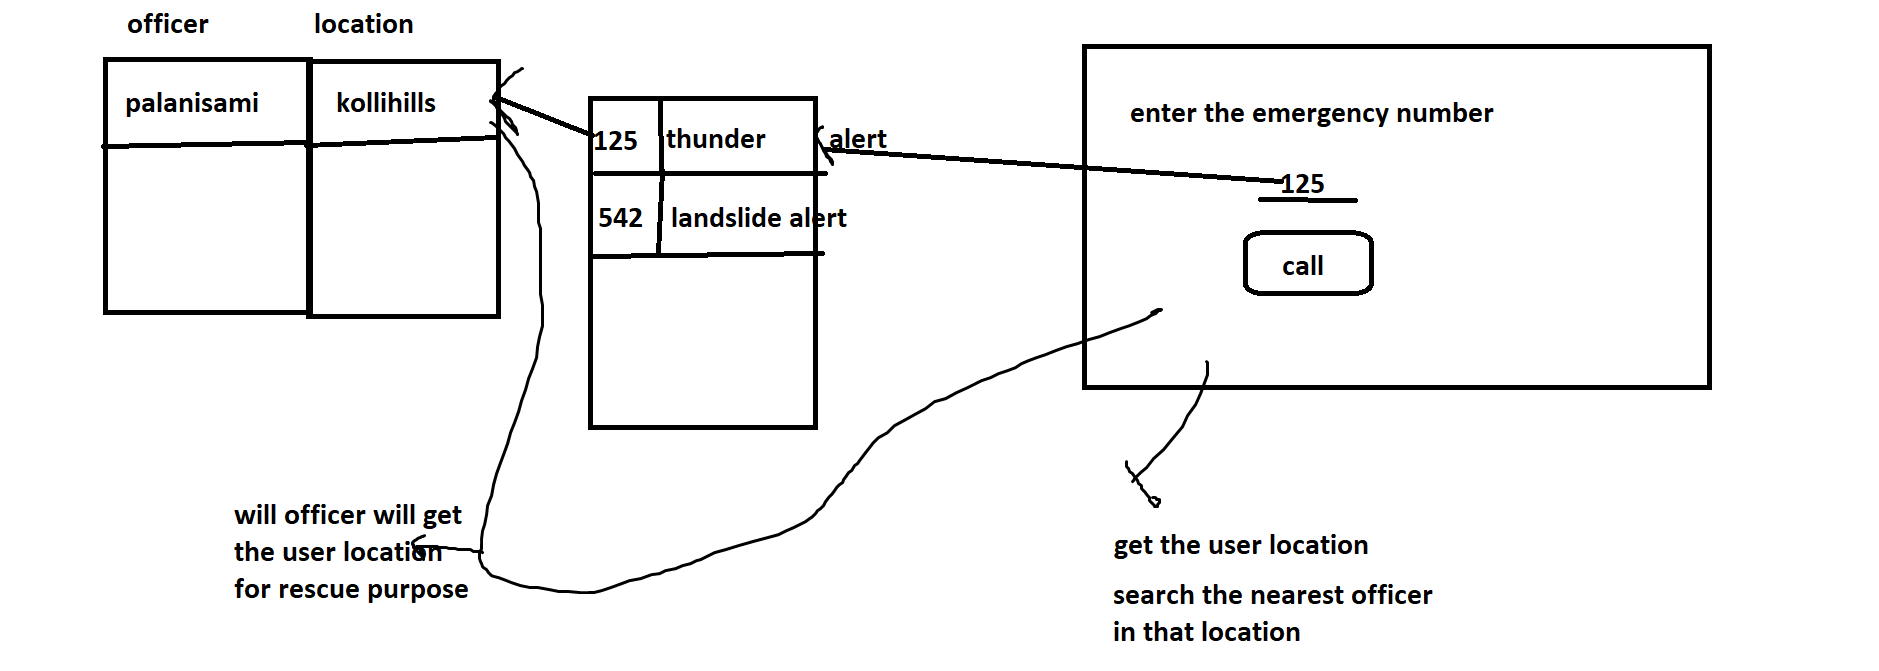 officer location
palanisami kollihills
125 thunder alert
542 landslide alert
enter the emergency number
125
call
will officer will get
the user location
for rescue purpose
get the user location
search the nearest officer
in that location